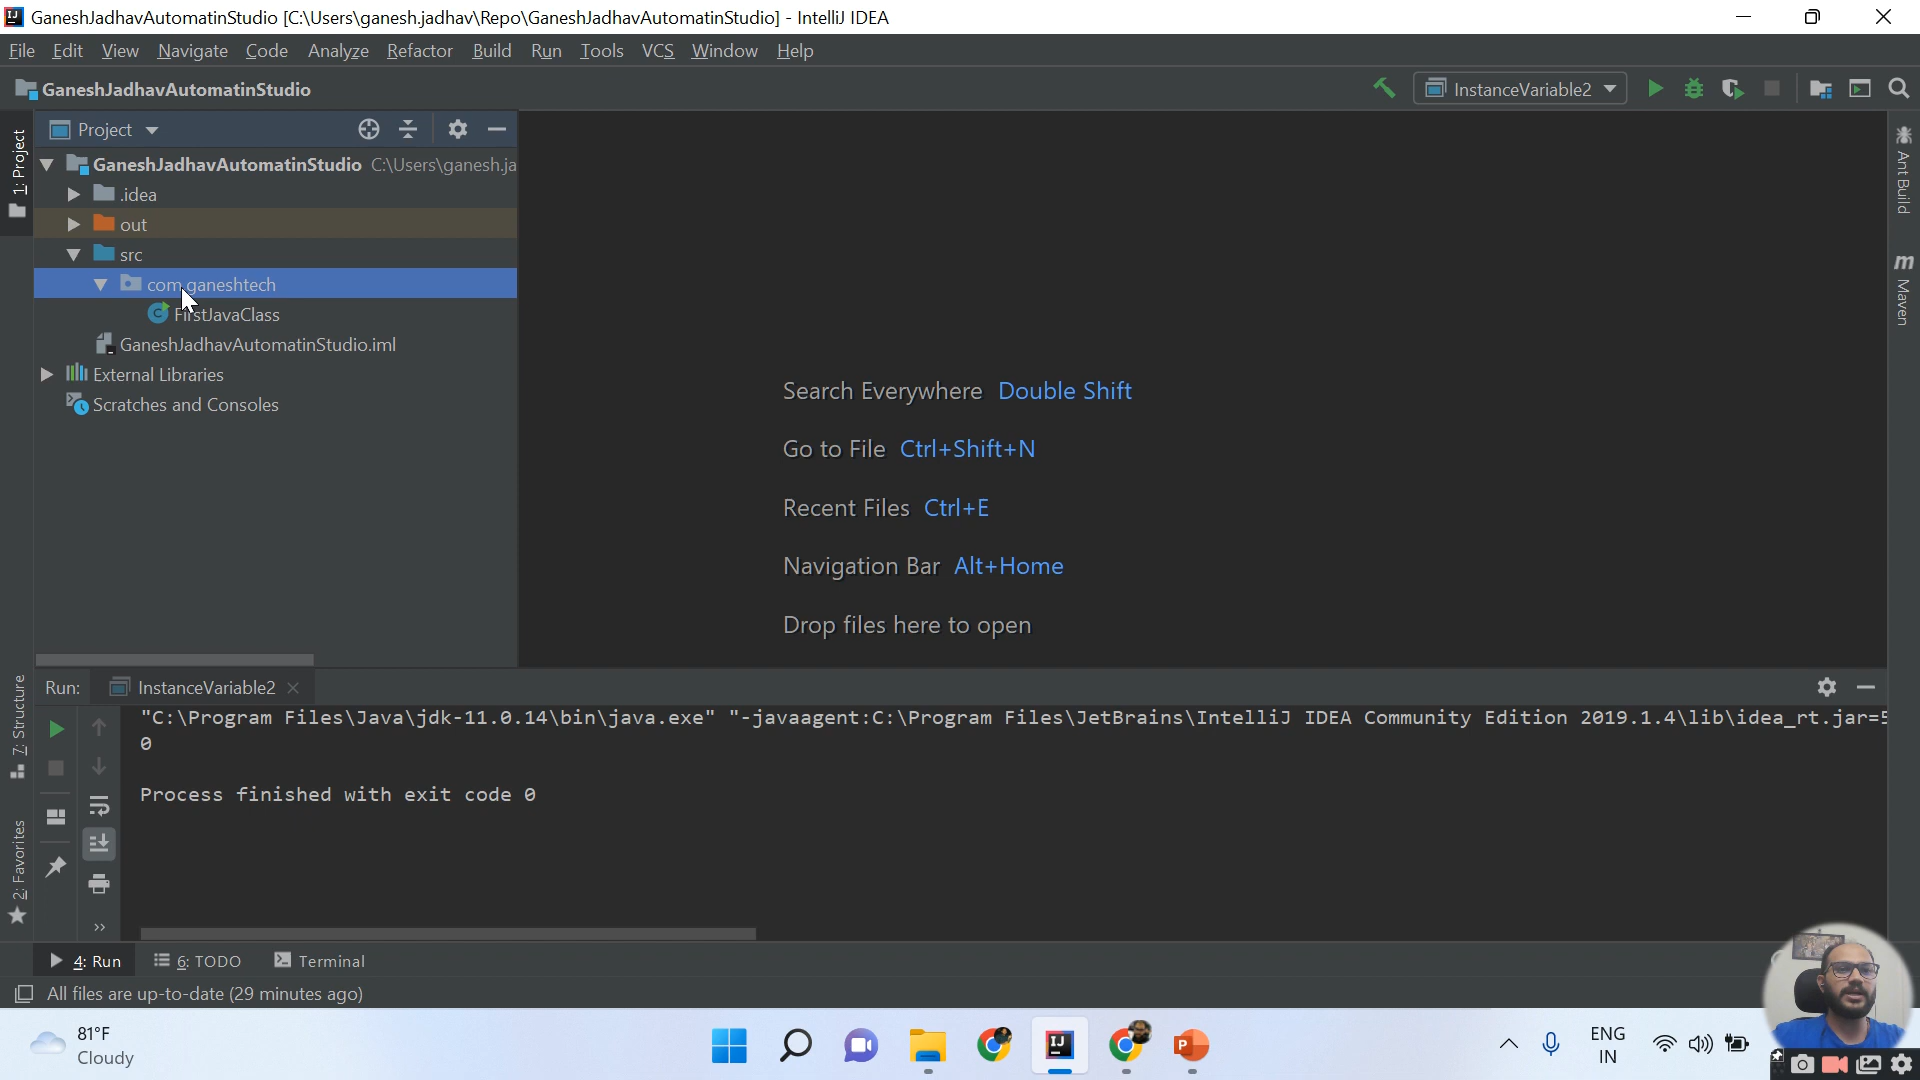 GaneshJadhavAutomatinStudio [C:\Users\ganesh.jadhav\Repo\GaneshJadhavAutomatinStudio] - IntelliJ IDEA
File Edit View Navigate Code Analyze Refactor Build Run Tools VCS Window Help
GaneshJadhavAutomatinStudio
InstanceVariable2
1: Project
Project
GaneshJadhavAutomatinStudio C:\Users\ganesh.ja
.idea
out
src
com.ganeshtech
FirstJavaClass
GaneshJadhavAutomatinStudio.iml
External Libraries
Scratches and Consoles
Search Everywhere Double Shift
Go to File Ctrl+Shift+N
Recent Files Ctrl+E
Navigation Bar Alt+Home
Drop files here to open
Ant Build
m Maven
7: Structure
2: Favorites
Run: InstanceVariable2
"C:\Program Files\Java\jdk-11.0.14\bin\java.exe" "-javaagent:C:\Program Files\JetBrains\IntelliJ IDEA Community Edition 2019.1.4\lib\idea_rt.jar=5
0
Process finished with exit code 0
4: Run 6: TODO Terminal
All files are up-to-date (29 minutes ago)
81°F
Cloudy
ENG
IN